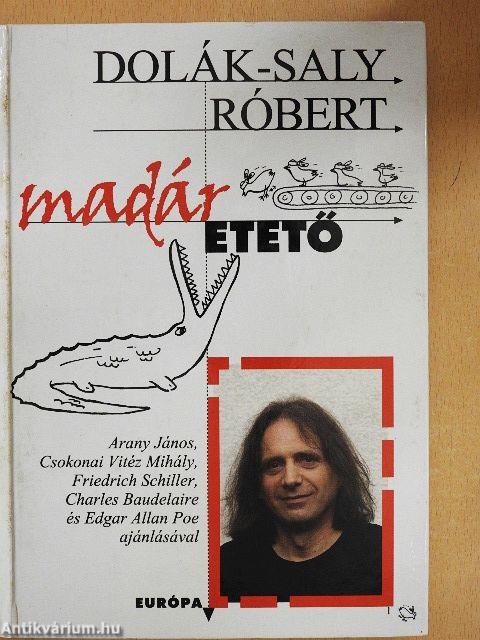 DOLÁK-SALY
RÓBERT
madár
ETETŐ
Arany János,
Csokonai Vitéz Mihály,
Friedrich Schiller,
Charles Baudelaire
és Edgar Allan Poe
ajánlásával
EURÓPA
Antikvárium.hu